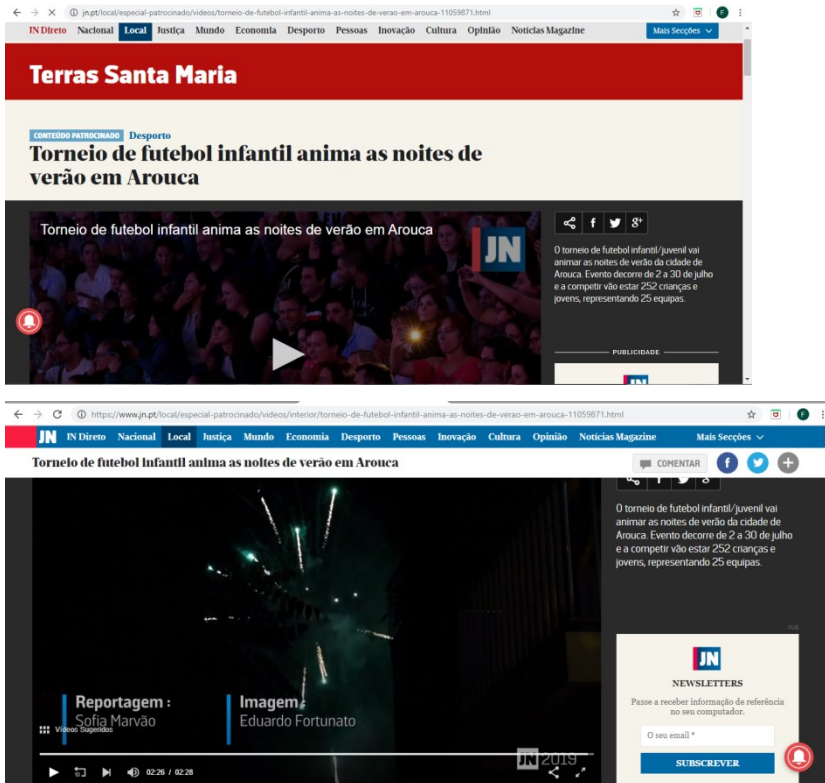 jn.pt/local/especial-patrocinado/videos/torneio-de-futebol-infantil-anima-as-noites-de-verao-em-arouca-11059871.html
F
IN Direto Nacional Local Justiça Mundo Economia Desporto Pessoas Inovação Cultura Opinião Notícias Magazine Mais Secções
Terras Santa Maria
CONTEÚDO PATROCINADO Desporto
Torneio de futebol infantil anima as noites de
verão em Arouca
Torneio de futebol infantil anima as noites de verão em Arouca
JN
f g+
O torneio de futebol infantil/juvenil vai
animar as noites de verão da cidade de
Arouca. Evento decorre de 2 a 30 de julho
e a competir vão estar 252 crianças e
jovens, representando 25 equipas.
PUBLICIDADE
https://www.jn.pt/local/especial-patrocinado/videos/interior/torneio-de-futebol-infantil-anima-as-noites-de-verao-em-arouca-11059871.html
F
JN IN Direto Nacional Local Justiça Mundo Economia Desporto Pessoas Inovação Cultura Opinião Notícias Magazine Mais Secções
Torneio de futebol infantil anima as noites de verão em Arouca
COMENTAR f
O torneio de futebol infantil/juvenil vai
animar as noites de verão da cidade de
Arouca. Evento decorre de 2 a 30 de julho
e a competir vão estar 252 crianças e
jovens, representando 25 equipas.
PUB
JN
NEWSLETTERS
Passe a receber informação de referência
no seu computador.
O seu email *
SUBSCREVER
Reportagem :
Sofia Marvão
Imagem :
Eduardo Fortunato
Vídeos Sugeridos
JN 2019
10
02:26 / 02:28